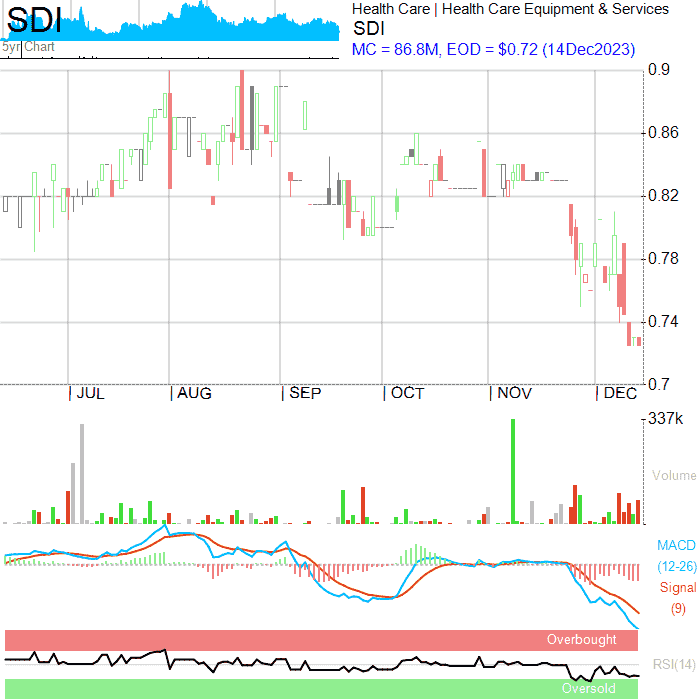 SDI
5yr Chart
Health Care | Health Care Equipment & Services
SDI
MC = 86.8M, EOD = $0.72 (14Dec2023)
0.9
0.86
0.82
0.78
0.74
0.7
JUL AUG SEP OCT NOV DEC
337k
Volume
MACD
(12-26)
Signal
(9)
Overbought
RSI(14)
Oversold